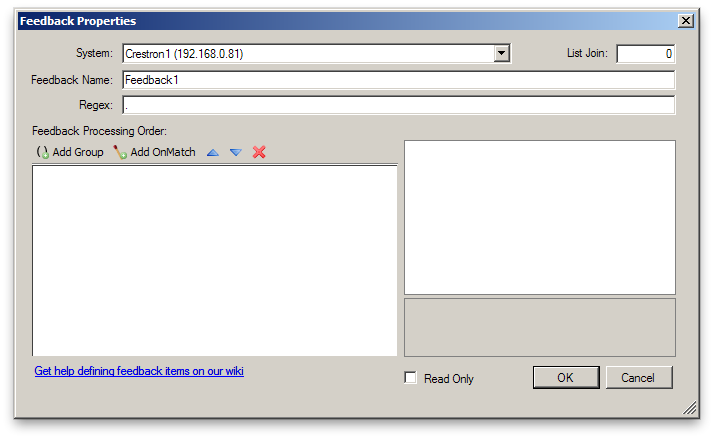 Feedback Properties
System: Crestron1 (192.168.0.81) List Join: 0
Feedback Name: Feedback1
Regex: .
Feedback Processing Order:
Add Group Add OnMatch
Get help defining feedback items on our wiki
Read Only OK Cancel